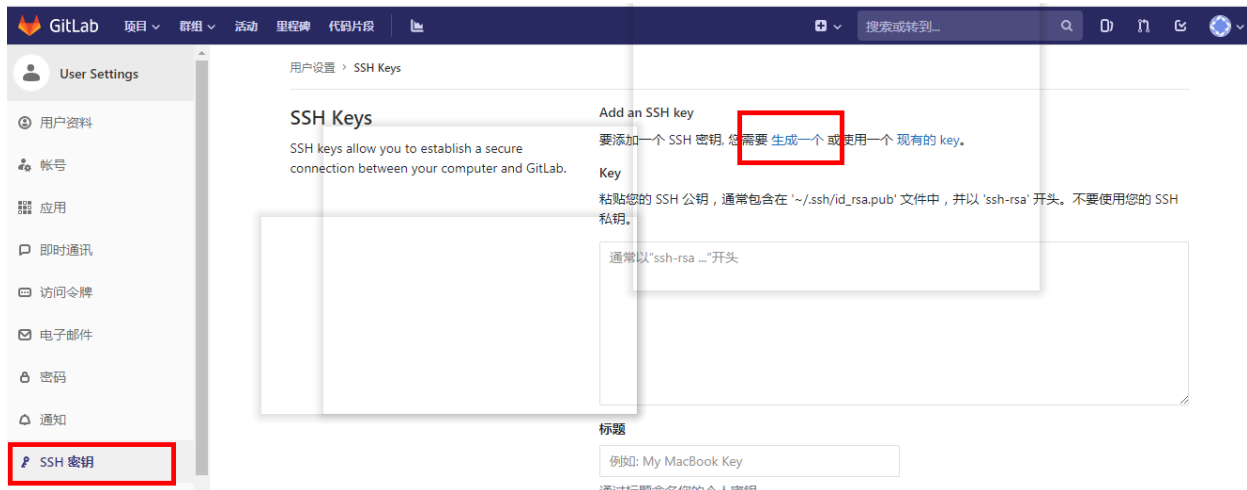 GitLab 项目 群组 活动 里程碑 代码片段 搜索或转到...
User Settings
用户资料
帐号
应用
即时通讯
访问令牌
电子邮件
密码
通知
SSH 密钥
用户设置 > SSH Keys
SSH Keys
SSH keys allow you to establish a secure
connection between your computer and GitLab.
Add an SSH key
要添加一个 SSH 密钥, 您需要 生成一个 或使用一个 现有的 key。
Key
粘贴您的 SSH 公钥，通常包含在 '~/.ssh/id_rsa.pub' 文件中，并以 'ssh-rsa' 开头。不要使用您的 SSH
私钥。
通常以"ssh-rsa ..."开头
标题
例如: My MacBook Key